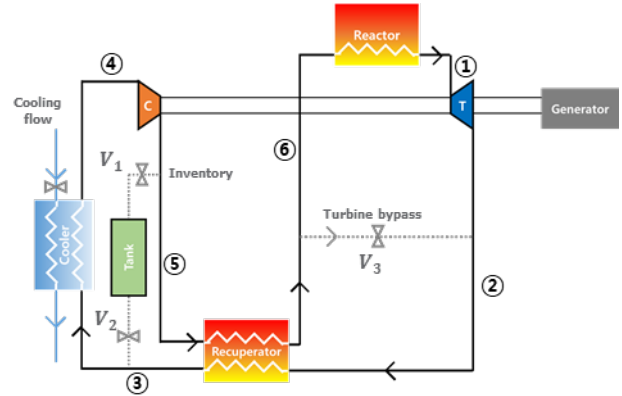 Reactor
④
①
Cooling
flow
C
T
Generator
⑥
V₁
Inventory
Turbine bypass
Cooler
Tank
⑤
V₃
②
V₂
Recuperator
③